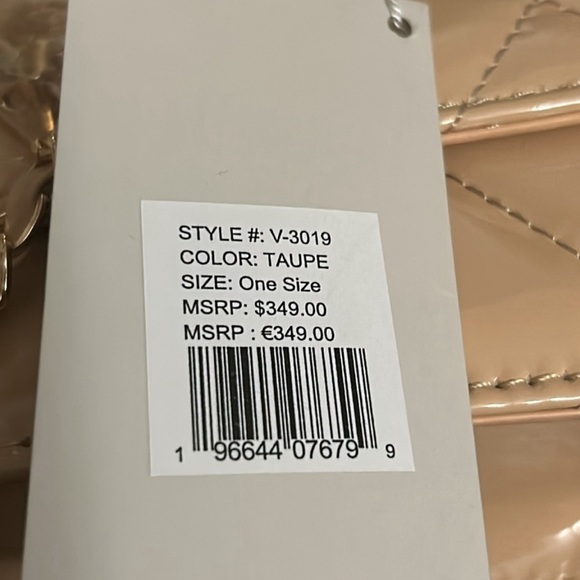 STYLE #: V-3019
COLOR: TAUPE
SIZE: One Size
MSRP: $349.00
MSRP : €349.00
1 96644 07679 9